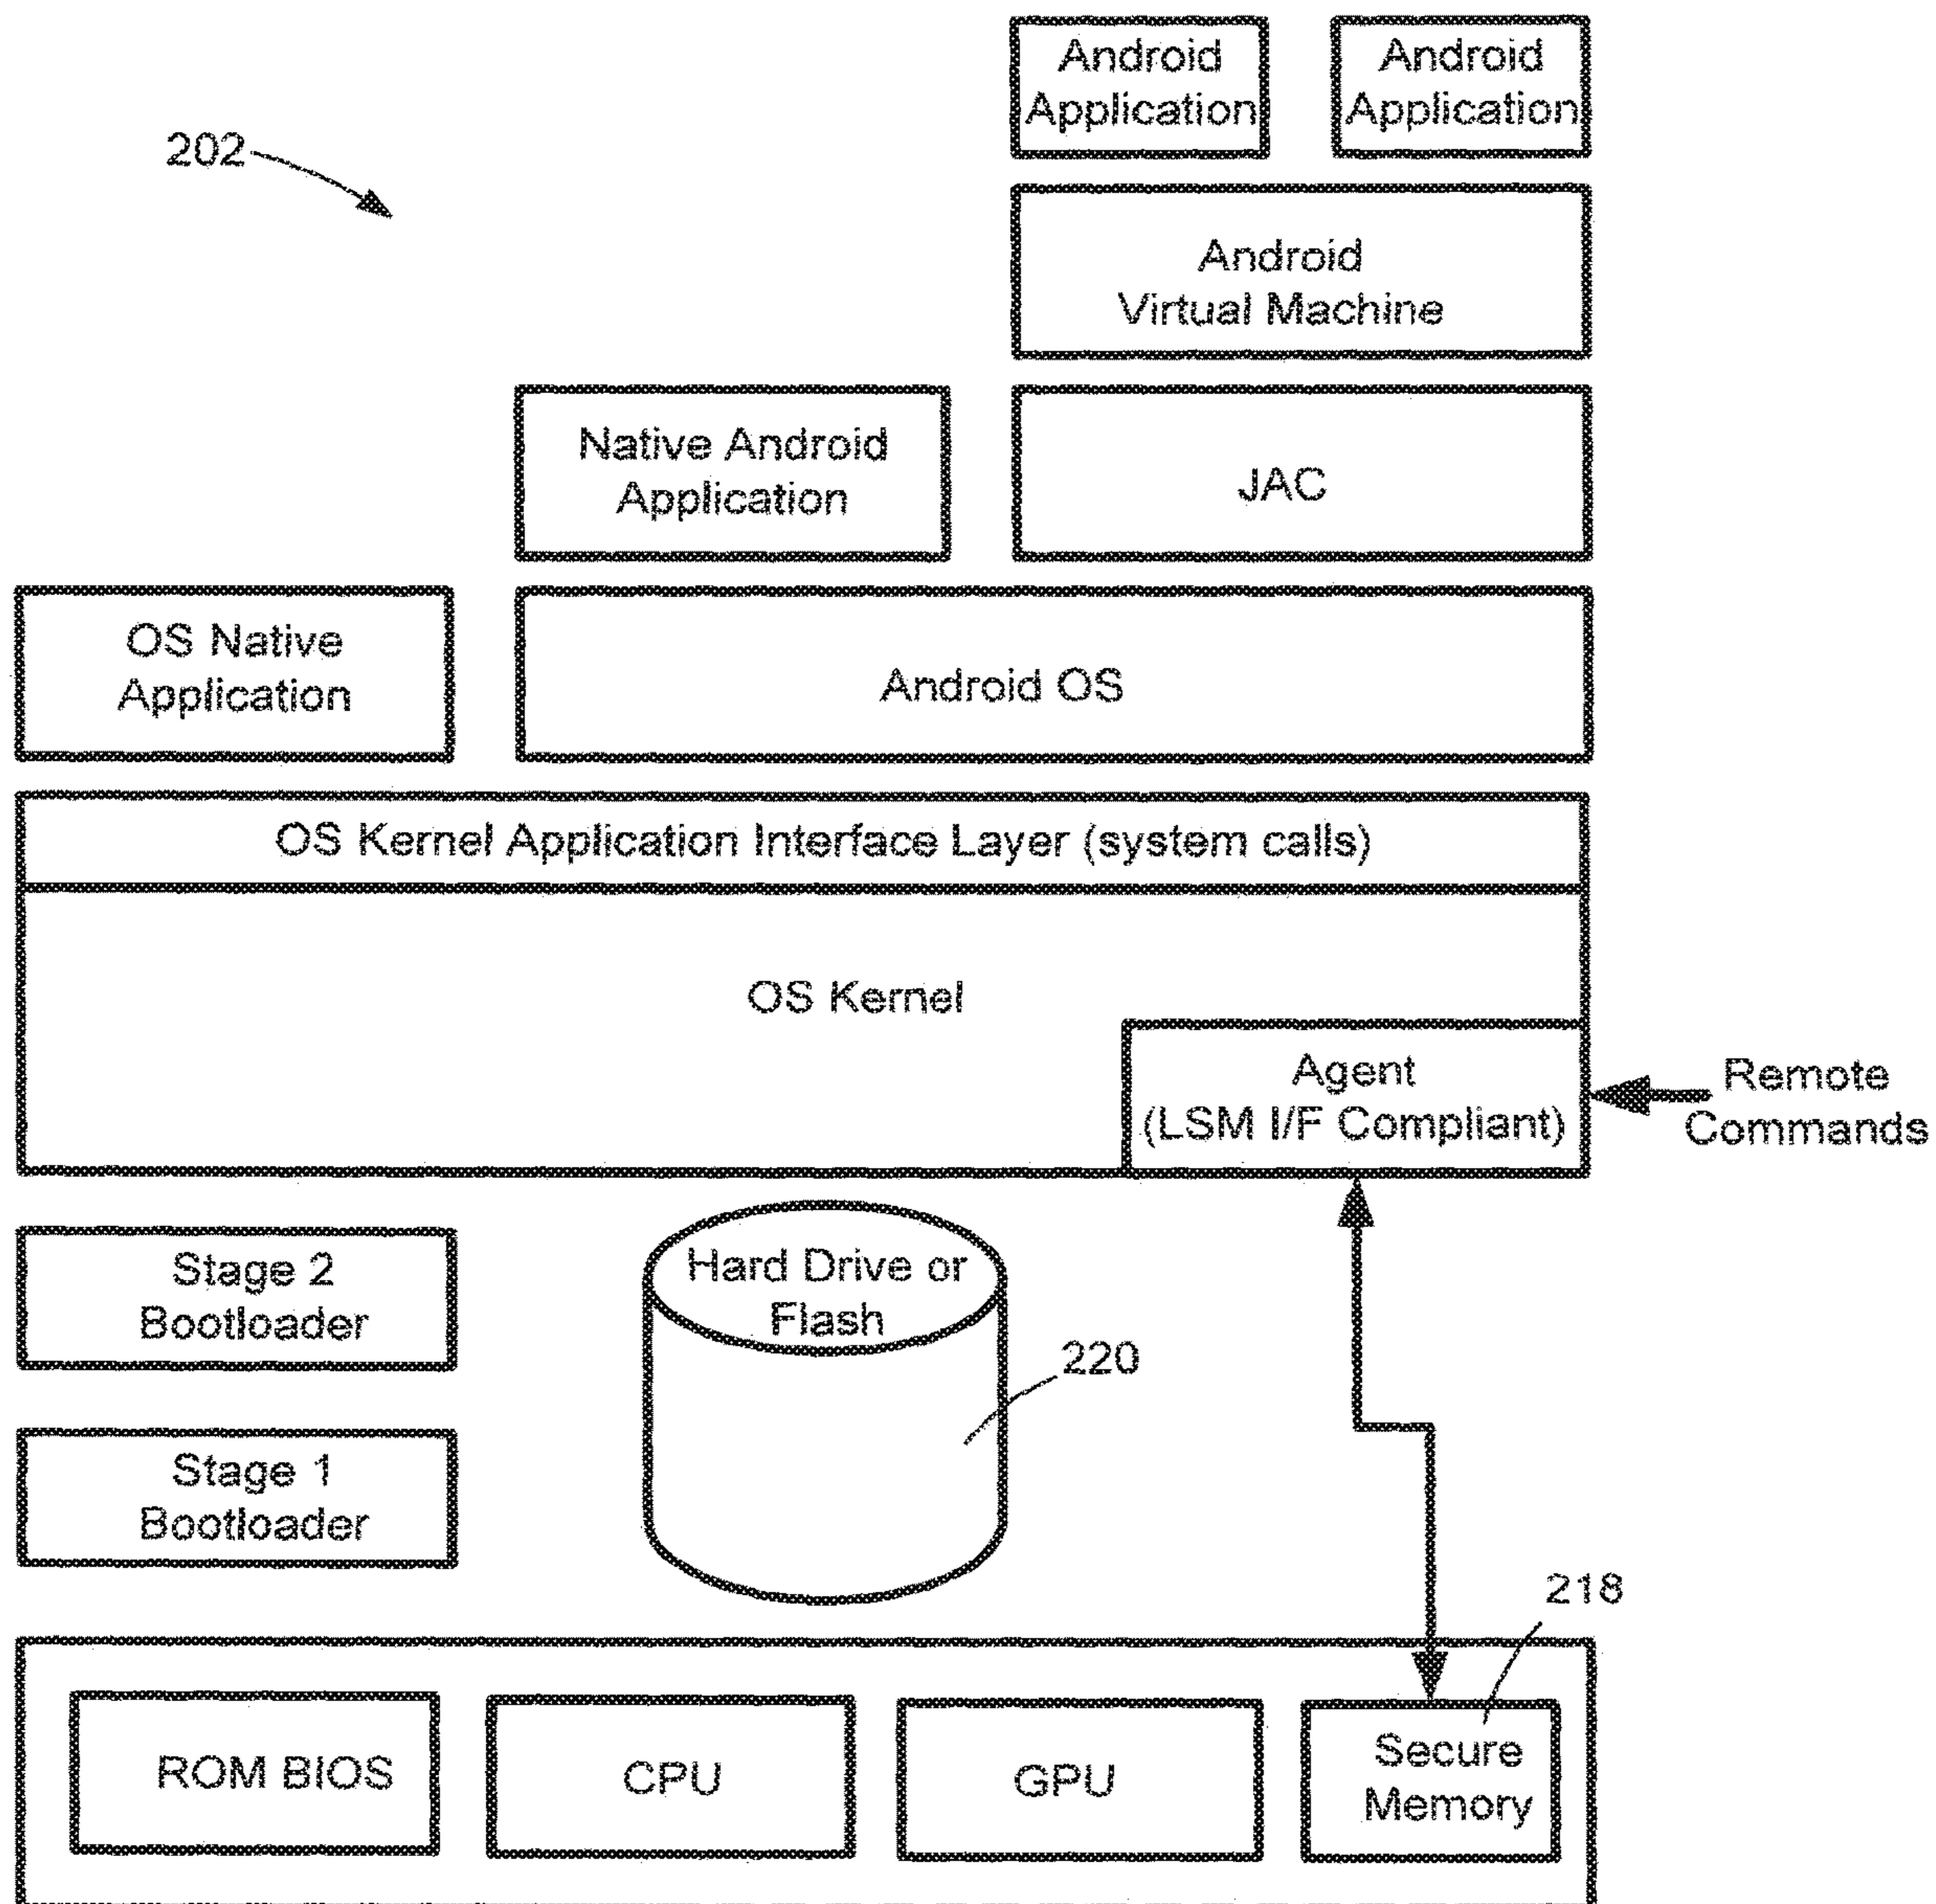 Android
Application
Android
Application
202
Android
Virtual Machine
Native Android
Application
JAC
OS Native
Application
Android OS
OS Kernel Application Interface Layer (system calls)
OS Kernel
Agent
(LSM I/F Compliant)
Remote
Commands
Stage 2
Bootloader
Hard Drive or
Flash
220
Stage 1
Bootloader
218
ROM BIOS
CPU
GPU
Secure
Memory